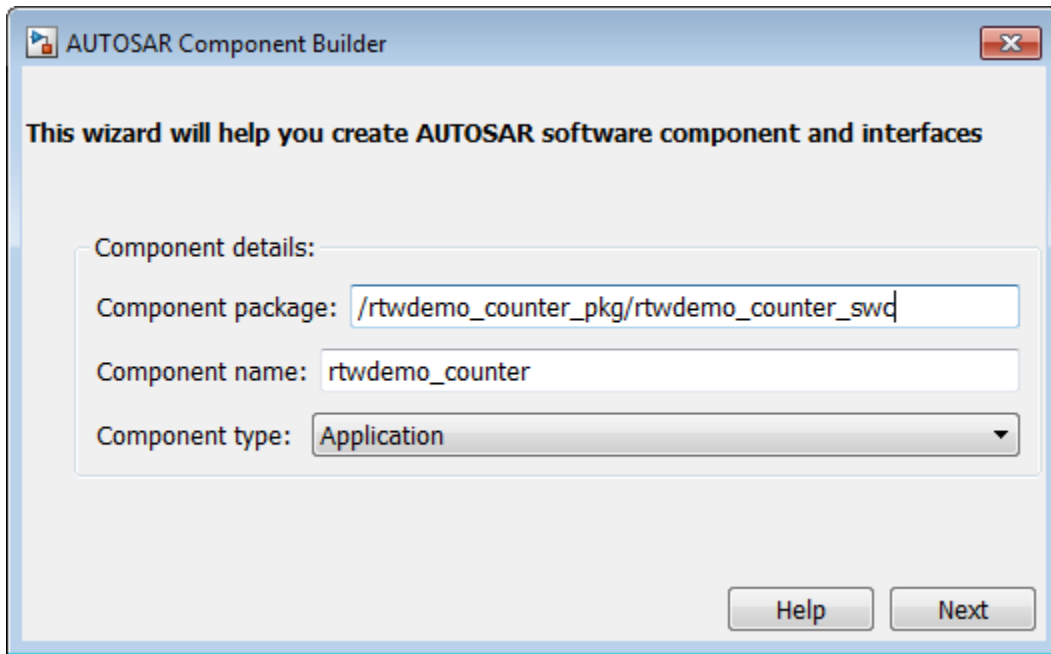 AUTOSAR Component Builder
This wizard will help you create AUTOSAR software component and interfaces
Component details:
Component package: /rtwdemo_counter_pkg/rtwdemo_counter_swc
Component name: rtwdemo_counter
Component type: Application
Help Next